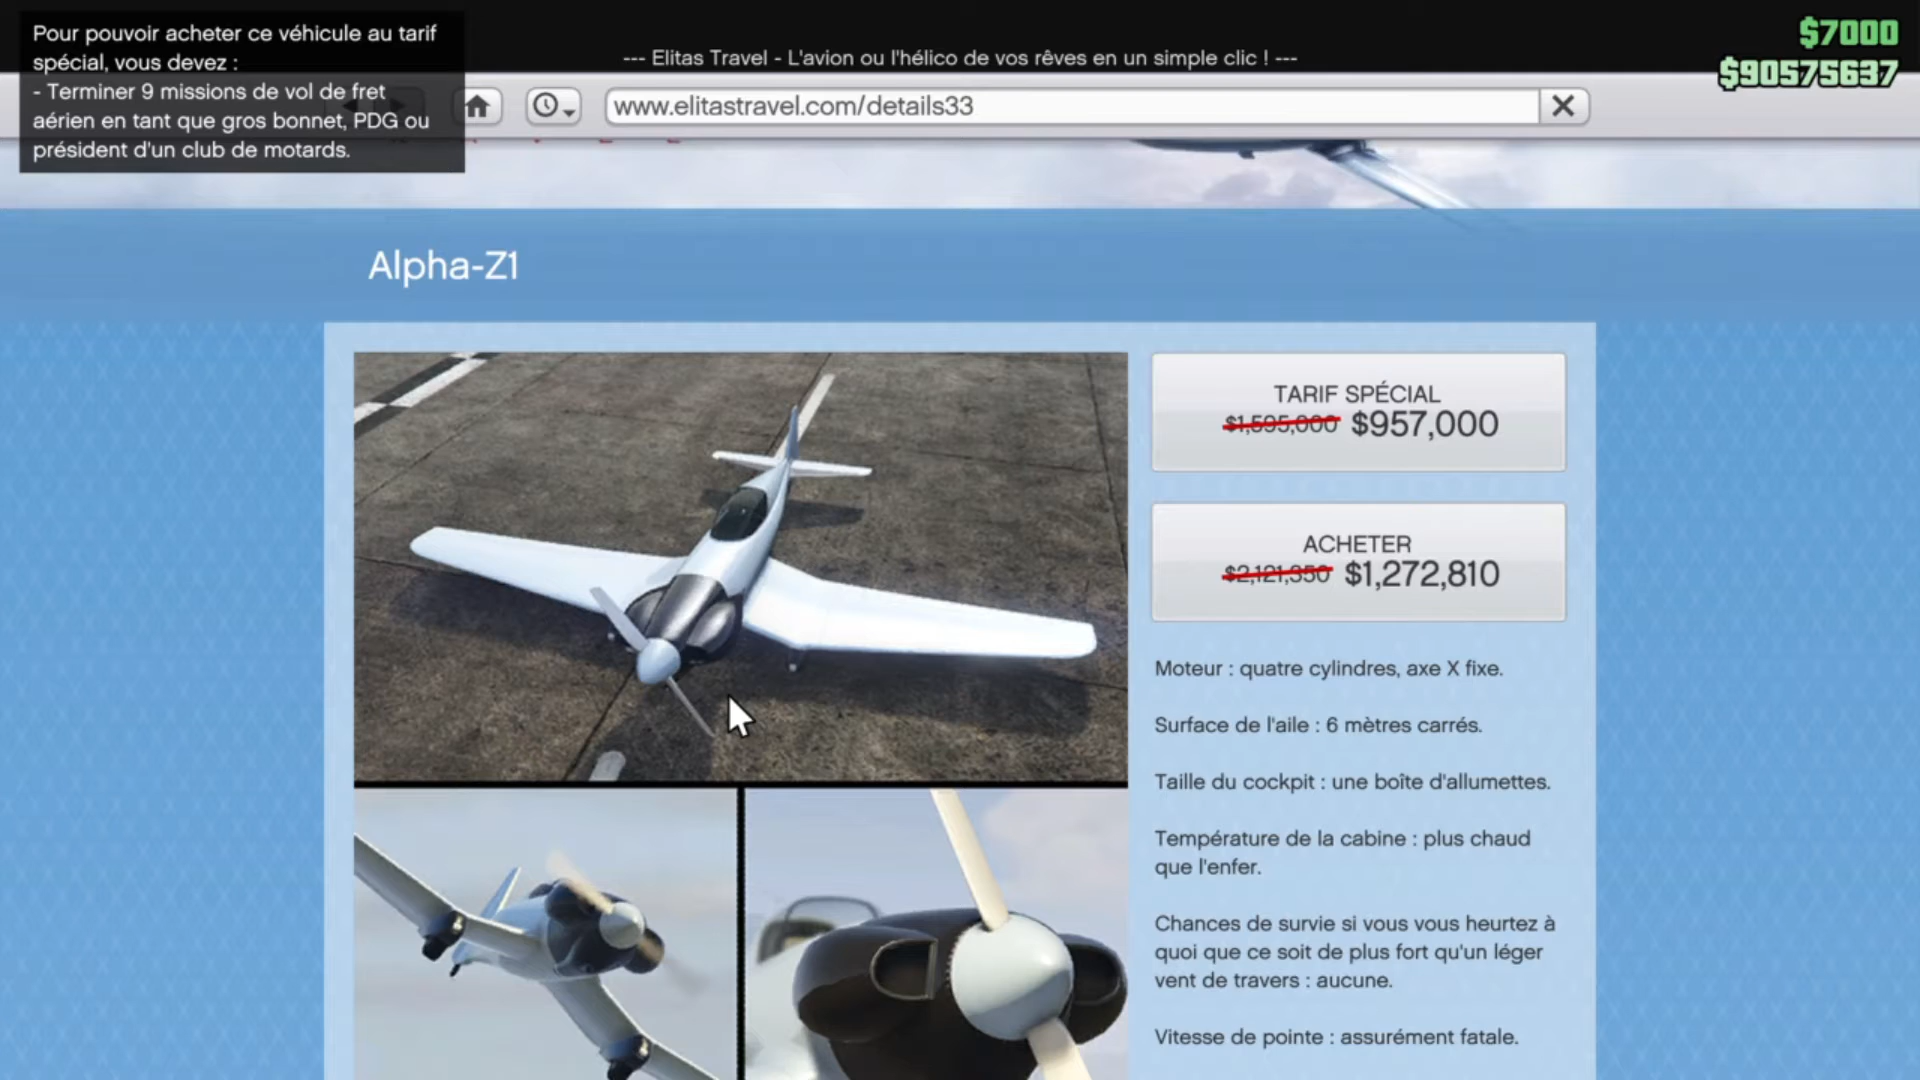 Pour pouvoir acheter ce véhicule au tarif
spécial, vous devez :
- Terminer 9 missions de vol de fret
aérien en tant que gros bonnet, PDG ou
président d'un club de motards.
--- Elitas Travel - L'avion ou l'hélico de vos rêves en un simple clic ! ---
$7000
$90575637
www.elitastravel.com/details33
Alpha-Z1
TARIF SPÉCIAL
$1,595,000 $957,000
ACHETER
$2,121,350 $1,272,810
Moteur : quatre cylindres, axe X fixe.
Surface de l'aile : 6 mètres carrés.
Taille du cockpit : une boîte d'allumettes.
Température de la cabine : plus chaud
que l'enfer.
Chances de survie si vous vous heurtez à
quoi que ce soit de plus fort qu'un léger
vent de travers : aucune.
Vitesse de pointe : assurément fatale.